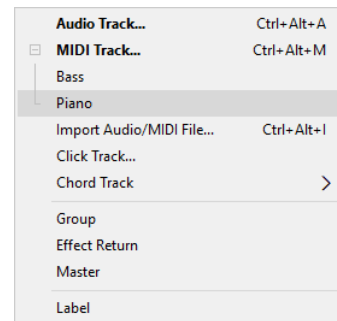 Audio Track... Ctrl+Alt+A
MIDI Track... Ctrl+Alt+M
Bass
Piano
Import Audio/MIDI File... Ctrl+Alt+I
Click Track...
Chord Track
Group
Effect Return
Master
Label